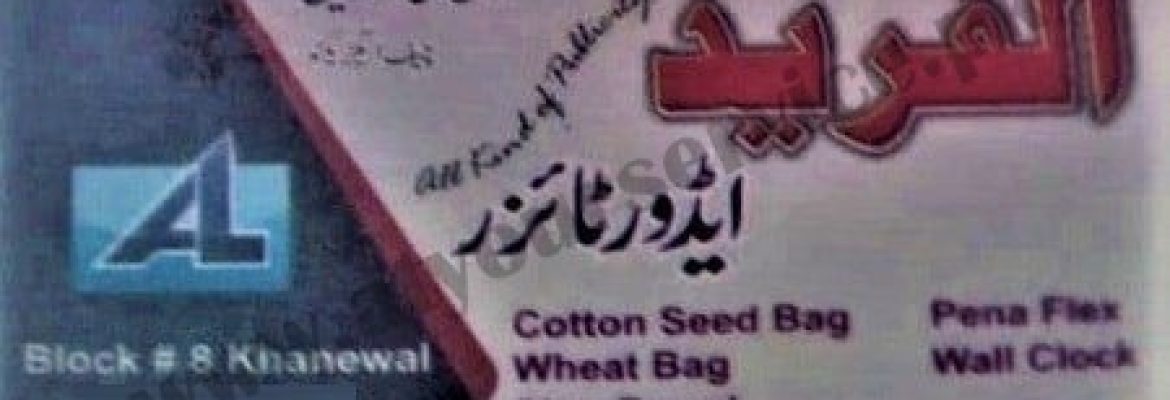 الفرید
All Kind of Publicity
ایڈورٹائزر
AL
Block # 8 Khanewal
Cotton Seed Bag
Wheat Bag
Pena Flex
Wall Clock